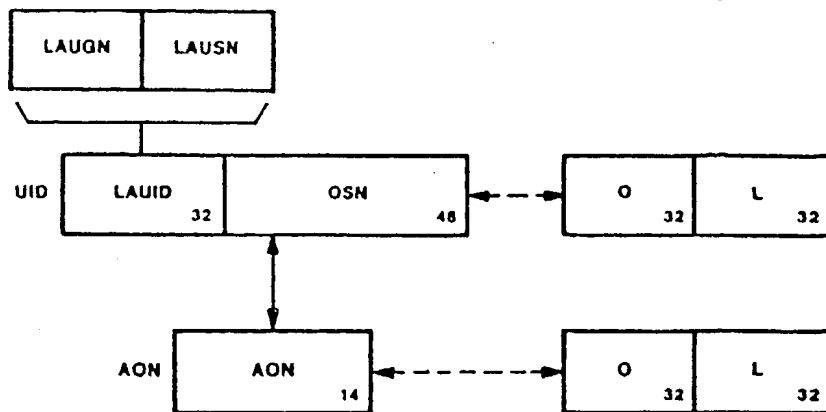 LAUGN LAUSN
UID LAUID 32 OSN 48 O 32 L 32
AON AON 14 O 32 L 32